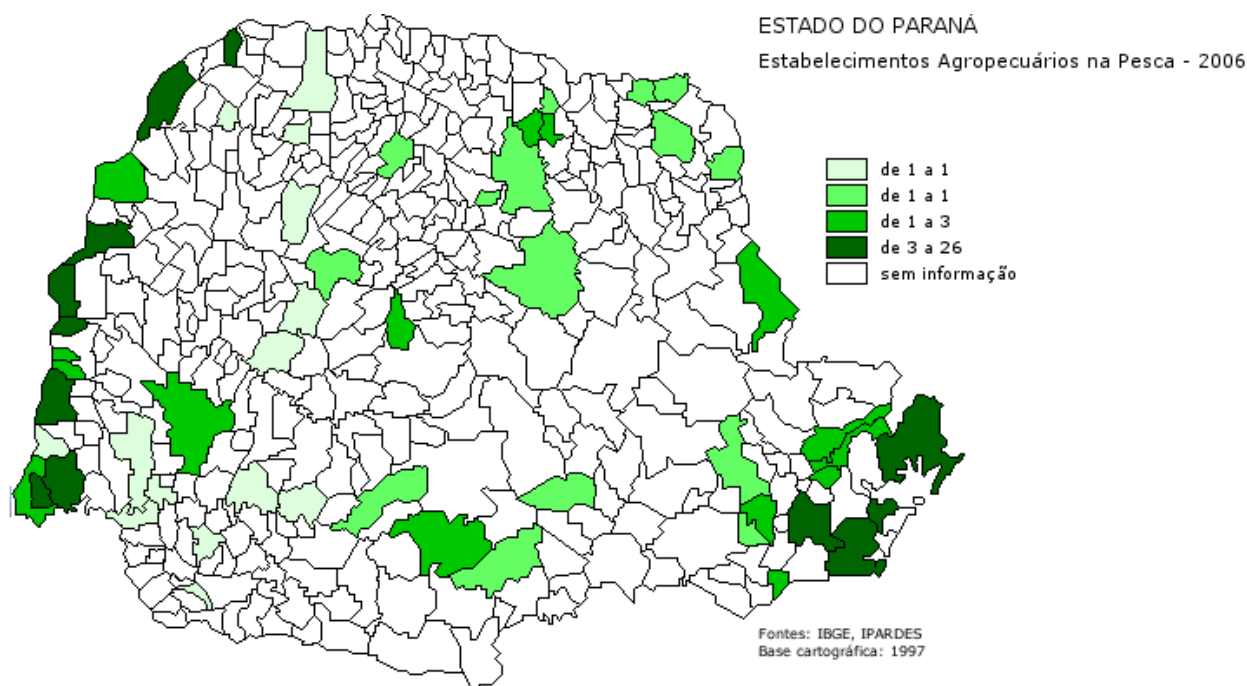 ESTADO DO PARANÁ
Estabelecimentos Agropecuários na Pesca - 2006
de 1 a 1
de 1 a 1
de 1 a 3
de 3 a 26
sem informação
Fontes: IBGE, IPARDES
Base cartográfica: 1997